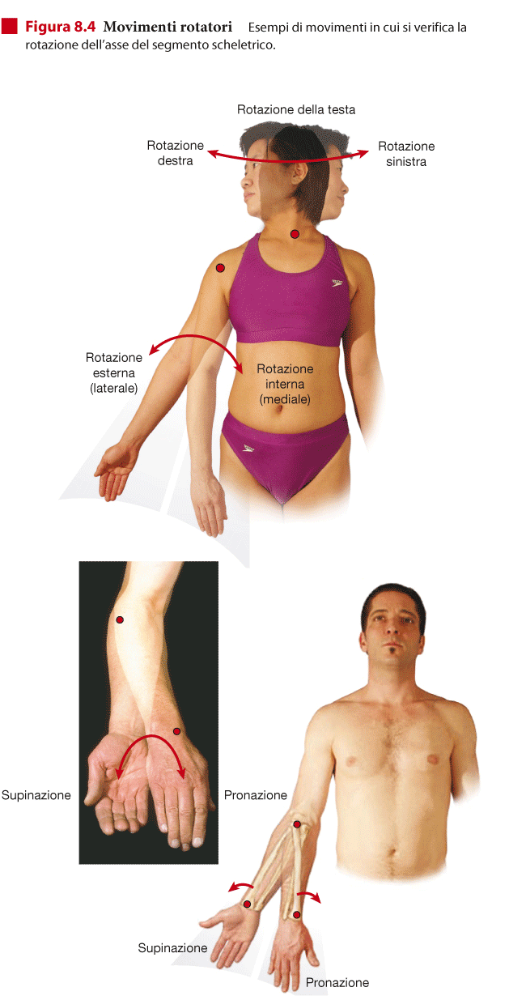 Figura 8.4 Movimenti rotatori Esempi di movimenti in cui si verifica la
rotazione dell'asse del segmento scheletrico.
Rotazione della testa
Rotazione
destra
Rotazione
sinistra
Rotazione
esterna
(laterale)
Rotazione
interna
(mediale)
Supinazione
Pronazione
Supinazione
Pronazione